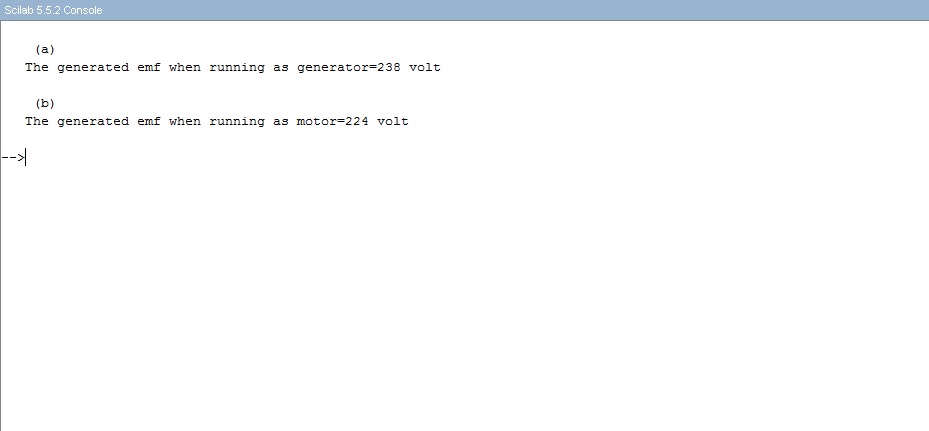 Scilab 5.5.2 Console
(a)
The generated emf when running as generator=238 volt
(b)
The generated emf when running as motor=224 volt
-->